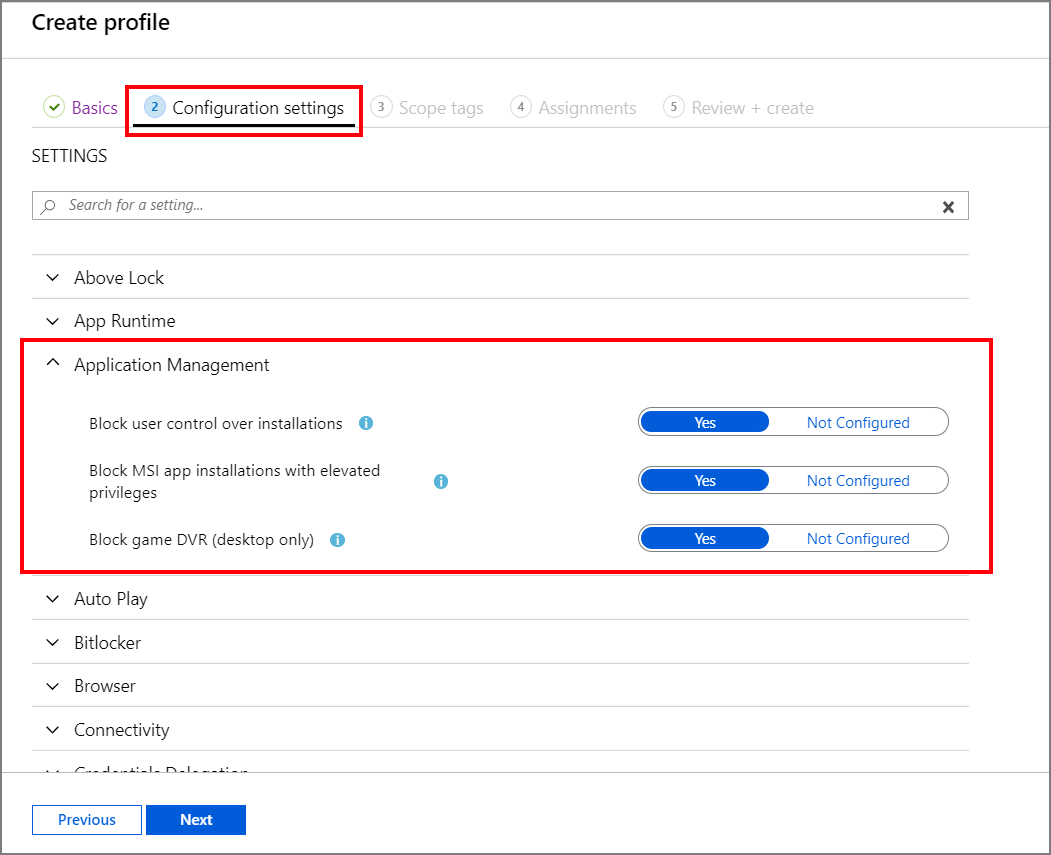 Create profile
Basics
2 Configuration settings
3 Scope tags
4 Assignments
5 Review + create
SETTINGS
Search for a setting...
Above Lock
App Runtime
Application Management
Block user control over installations
Yes Not Configured
Block MSI app installations with elevated
privileges
Yes Not Configured
Block game DVR (desktop only)
Yes Not Configured
Auto Play
Bitlocker
Browser
Connectivity
Credentials Delegation
Previous
Next